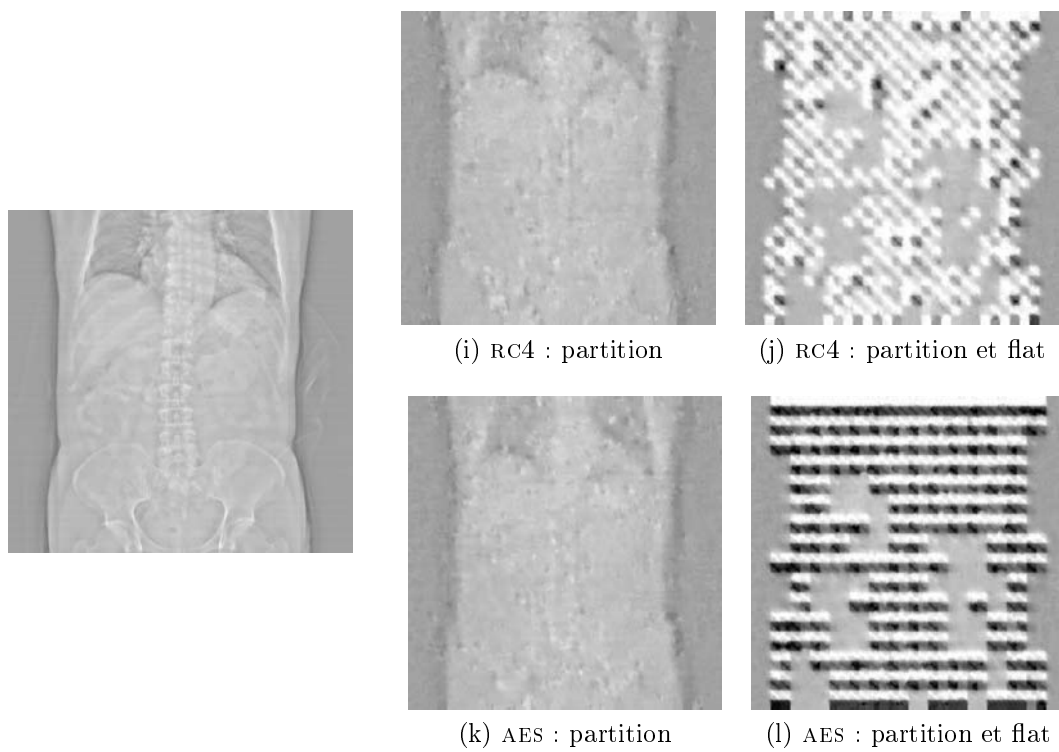 (i) RC4 : partition
(j) RC4 : partition et flat
(k) AES : partition
(l) AES : partition et flat